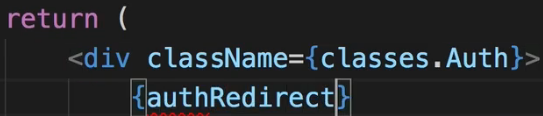 return (
<div className={classes.Auth}>
{authRedirect}